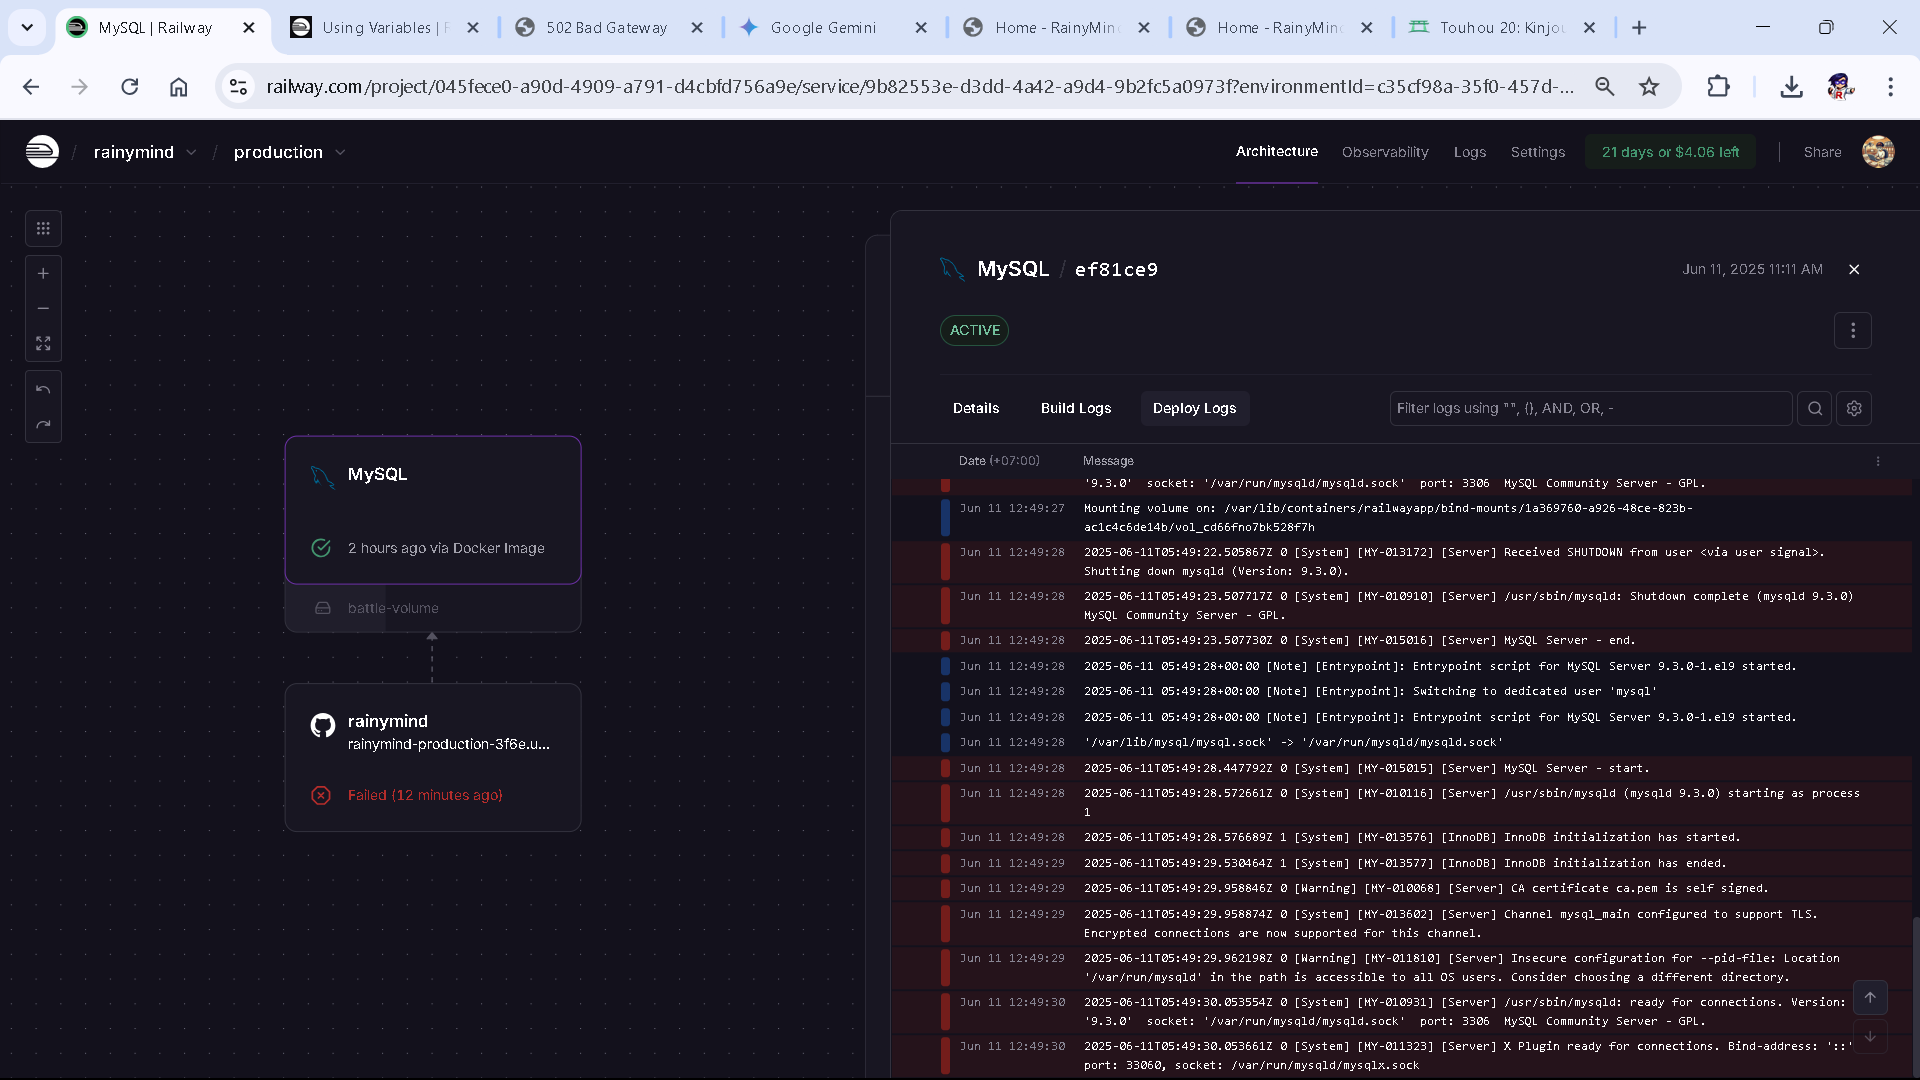 MySQL | Railway
Using Variables | R
502 Bad Gateway
Google Gemini
Home - RainyMin
Home - RainyMin
Touhou 20: Kinjo
railway.com/project/045fece0-a90d-4909-a791-d4cbfd756a9e/service/9b82553e-d3dd-4a42-a9d4-9b2fc5a0973f?environmentId=c35cf98a-35f0-457d-...
/ rainymind / production
Architecture Observability Logs Settings 21 days or $4.06 left Share
MySQL / ef81ce9
Jun 11, 2025 11:11 AM
ACTIVE
Details Build Logs Deploy Logs
Filter logs using "", (), AND, OR, -
Date (+07:00) Message
'9.3.0'  socket: '/var/run/mysqld/mysqld.sock'  port: 3306  MySQL Community Server - GPL.
Jun 11 12:49:27 Mounting volume on: /var/lib/containers/railwayapp/bind-mounts/1a369760-a926-48ce-823b-
ac1c4c6de14b/vol_cd66fno7bk528f7h
Jun 11 12:49:28 2025-06-11T05:49:22.505867Z 0 [System] [MY-013172] [Server] Received SHUTDOWN from user <via user signal>.
Shutting down mysqld (Version: 9.3.0).
Jun 11 12:49:28 2025-06-11T05:49:23.507717Z 0 [System] [MY-010910] [Server] /usr/sbin/mysqld: Shutdown complete (mysqld 9.3.0)
MySQL Community Server - GPL.
Jun 11 12:49:28 2025-06-11T05:49:23.507730Z 0 [System] [MY-015016] [Server] MySQL Server - end.
Jun 11 12:49:28 2025-06-11 05:49:28+00:00 [Note] [Entrypoint]: Entrypoint script for MySQL Server 9.3.0-1.el9 started.
Jun 11 12:49:28 2025-06-11 05:49:28+00:00 [Note] [Entrypoint]: Switching to dedicated user 'mysql'
Jun 11 12:49:28 2025-06-11 05:49:28+00:00 [Note] [Entrypoint]: Entrypoint script for MySQL Server 9.3.0-1.el9 started.
Jun 11 12:49:28 '/var/lib/mysql/mysql.sock' -> '/var/run/mysqld/mysqld.sock'
Jun 11 12:49:28 2025-06-11T05:49:28.447792Z 0 [System] [MY-015015] [Server] MySQL Server - start.
Jun 11 12:49:28 2025-06-11T05:49:28.572661Z 0 [System] [MY-010116] [Server] /usr/sbin/mysqld (mysqld 9.3.0) starting as process
1
Jun 11 12:49:28 2025-06-11T05:49:28.576689Z 1 [System] [MY-013576] [InnoDB] InnoDB initialization has started.
Jun 11 12:49:29 2025-06-11T05:49:29.530464Z 1 [System] [MY-013577] [InnoDB] InnoDB initialization has ended.
Jun 11 12:49:29 2025-06-11T05:49:29.958846Z 0 [Warning] [MY-010068] [Server] CA certificate ca.pem is self signed.
Jun 11 12:49:29 2025-06-11T05:49:29.958874Z 0 [System] [MY-013602] [Server] Channel mysql_main configured to support TLS.
Encrypted connections are now supported for this channel.
Jun 11 12:49:29 2025-06-11T05:49:29.962198Z 0 [Warning] [MY-011810] [Server] Insecure configuration for --pid-file: Location
'/var/run/mysqld' in the path is accessible to all OS users. Consider choosing a different directory.
Jun 11 12:49:30 2025-06-11T05:49:30.053554Z 0 [System] [MY-010931] [Server] /usr/sbin/mysqld: ready for connections. Version:
'9.3.0'  socket: '/var/run/mysqld/mysqld.sock'  port: 3306  MySQL Community Server - GPL.
Jun 11 12:49:30 2025-06-11T05:49:30.053661Z 0 [System] [MY-011323] [Server] X Plugin ready for connections. Bind-address: '::'
port: 33060, socket: /var/run/mysqld/mysqlx.sock
MySQL
2 hours ago via Docker Image
battle-volume
rainymind
rainymind-production-3f6e.u...
Failed (12 minutes ago)